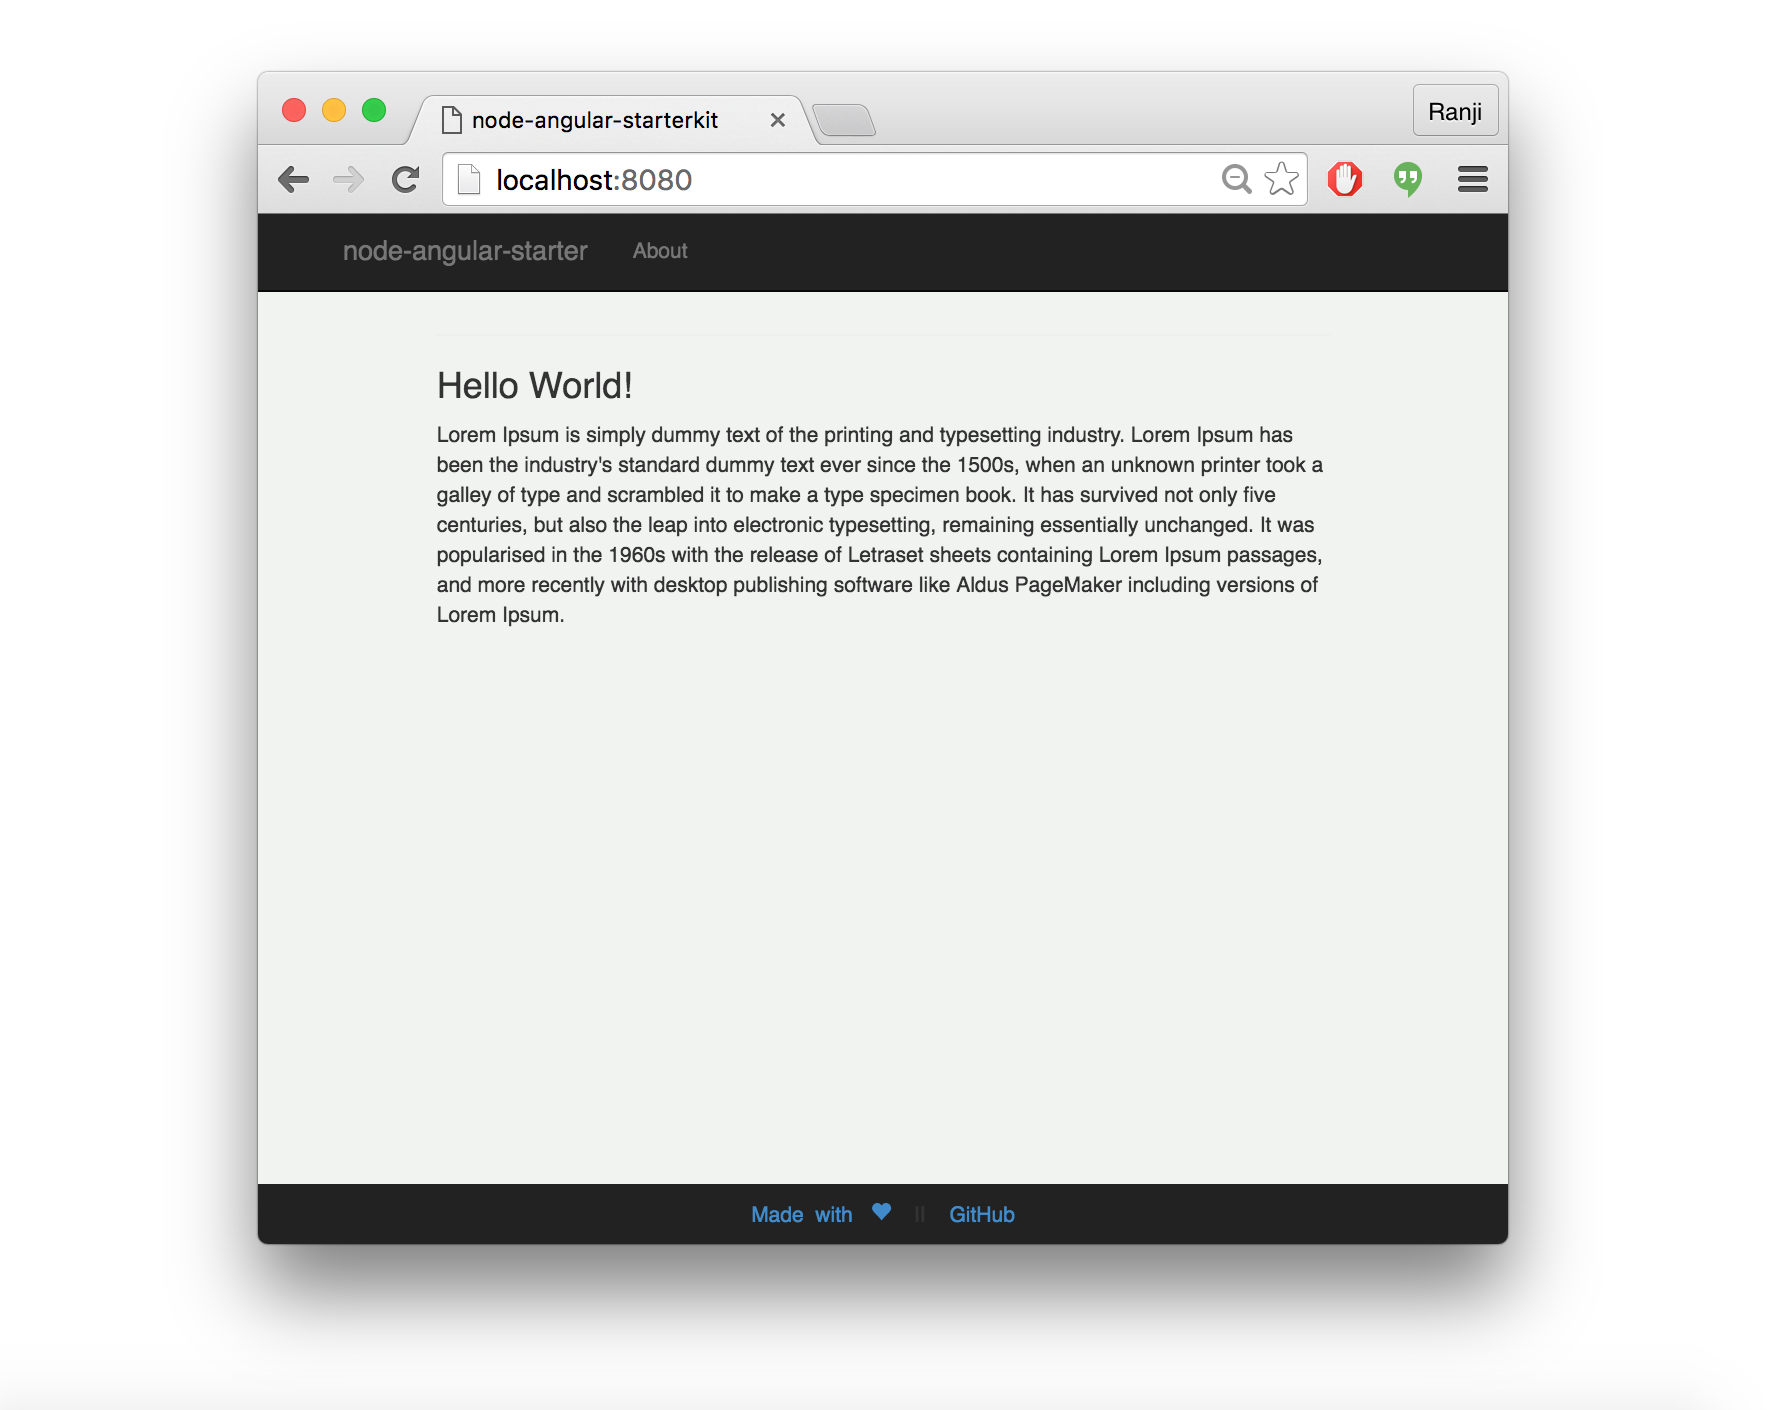 node-angular-starterkit
Ranji
localhost:8080
node-angular-starter About
Hello World!
Lorem Ipsum is simply dummy text of the printing and typesetting industry. Lorem Ipsum has
been the industry's standard dummy text ever since the 1500s, when an unknown printer took a
galley of type and scrambled it to make a type specimen book. It has survived not only five
centuries, but also the leap into electronic typesetting, remaining essentially unchanged. It was
popularised in the 1960s with the release of Letraset sheets containing Lorem Ipsum passages,
and more recently with desktop publishing software like Aldus PageMaker including versions of
Lorem Ipsum.
Made with ♥ || GitHub